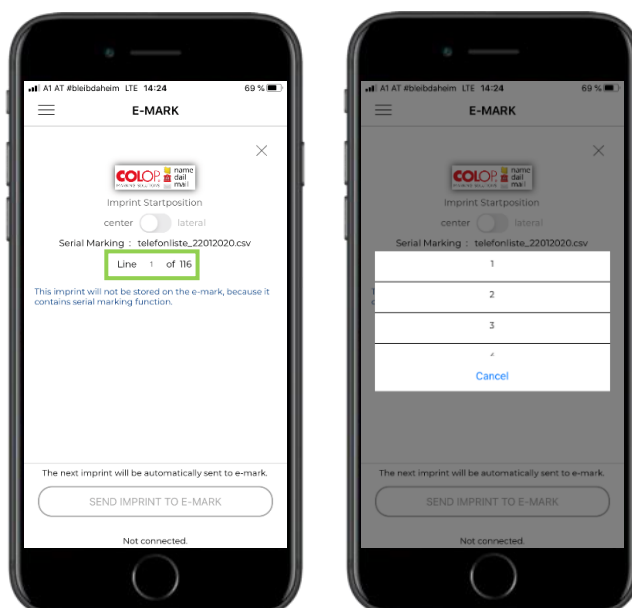 A1 AT #bleibdaheim LTE 14:24 69 %
E-MARK
COLOP
name
dail
mail
Imprint Startposition
center lateral
Serial Marking : telefonliste_22012020.csv
Line 1 of 116
This imprint will not be stored on the e-mark, because it
contains serial marking function.
The next imprint will be automatically sent to e-mark.
SEND IMPRINT TO E-MARK
Not connected.
A1 AT #bleibdaheim LTE 14:24 69 %
E-MARK
COLOP
name
dail
mail
Imprint Startposition
center lateral
Serial Marking : telefonliste_22012020.csv
1
2
3
Cancel
The next imprint will be automatically sent to e-mark.
SEND IMPRINT TO E-MARK
Not connected.